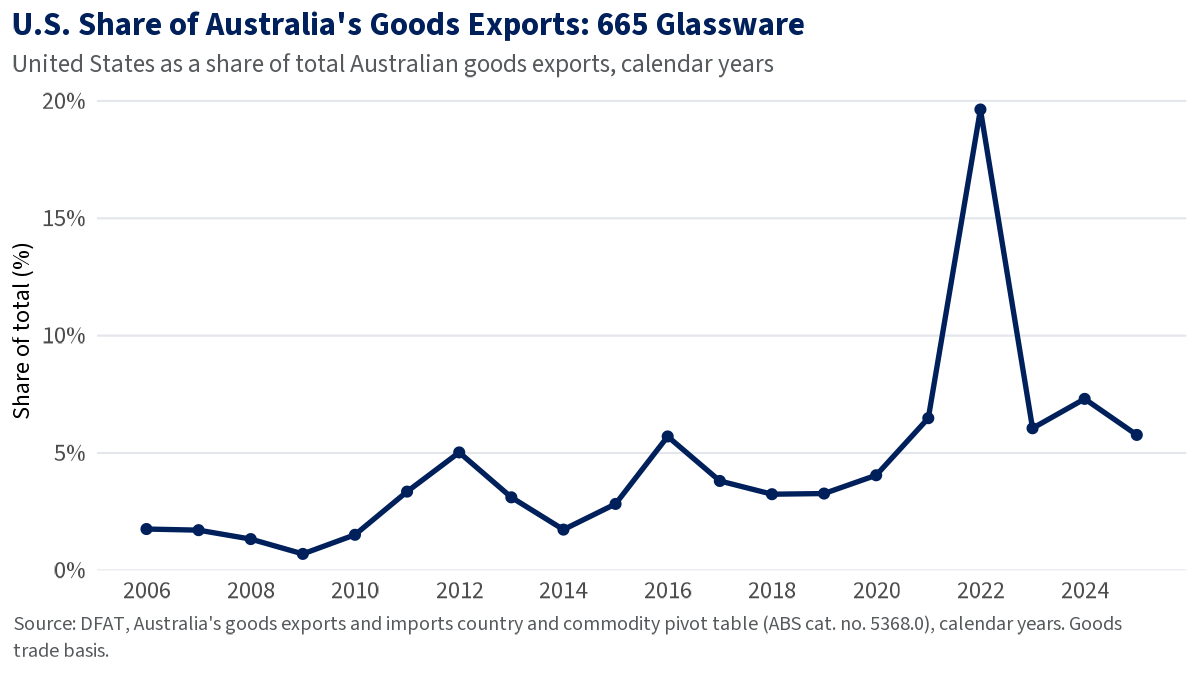 U.S. Share of Australia's Goods Exports: 665 Glassware
United States as a share of total Australian goods exports, calendar years
20%
15%
10%
5%
0%
Share of total (%)
2006 2008 2010 2012 2014 2016 2018 2020 2022 2024
Source: DFAT, Australia's goods exports and imports country and commodity pivot table (ABS cat. no. 5368.0), calendar years. Goods
trade basis.